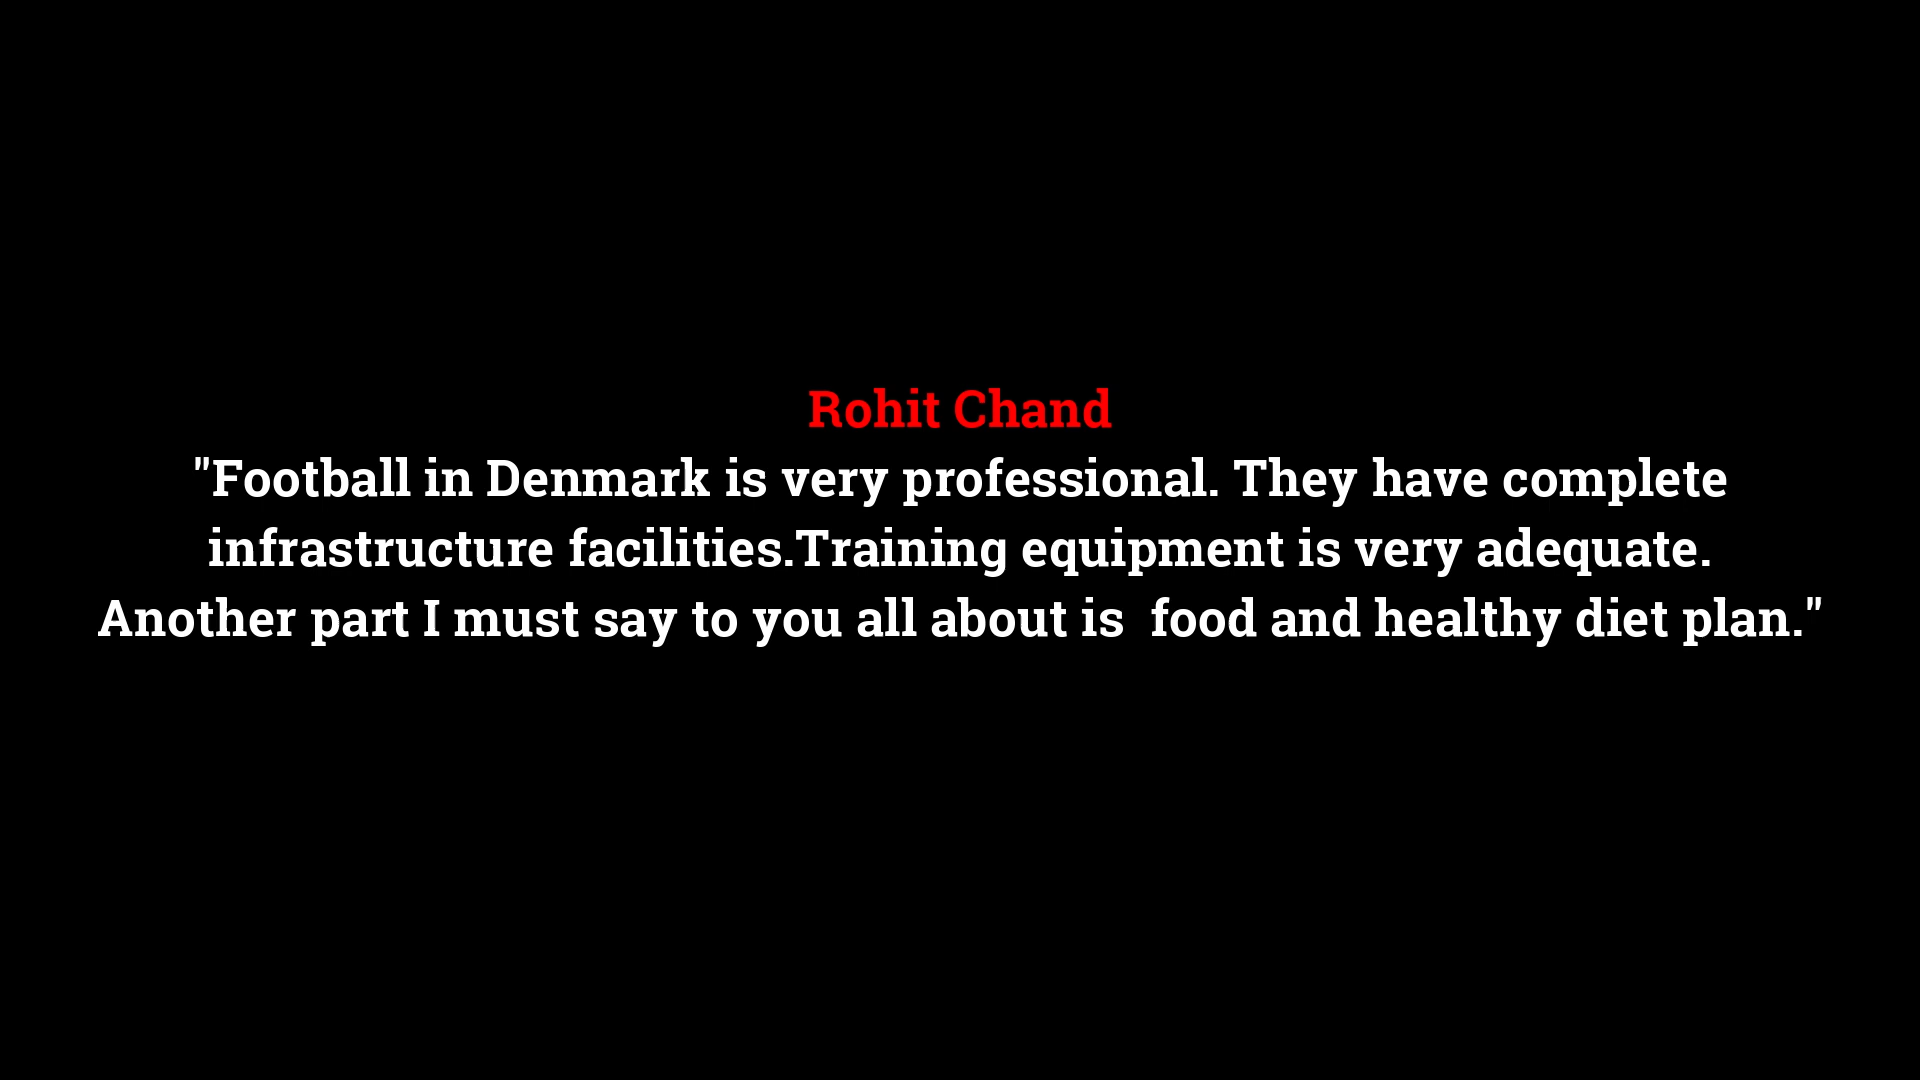 Rohit Chand
"Football in Denmark is very professional. They have complete
infrastructure facilities.Training equipment is very adequate.
Another part I must say to you all about is  food and healthy diet plan."